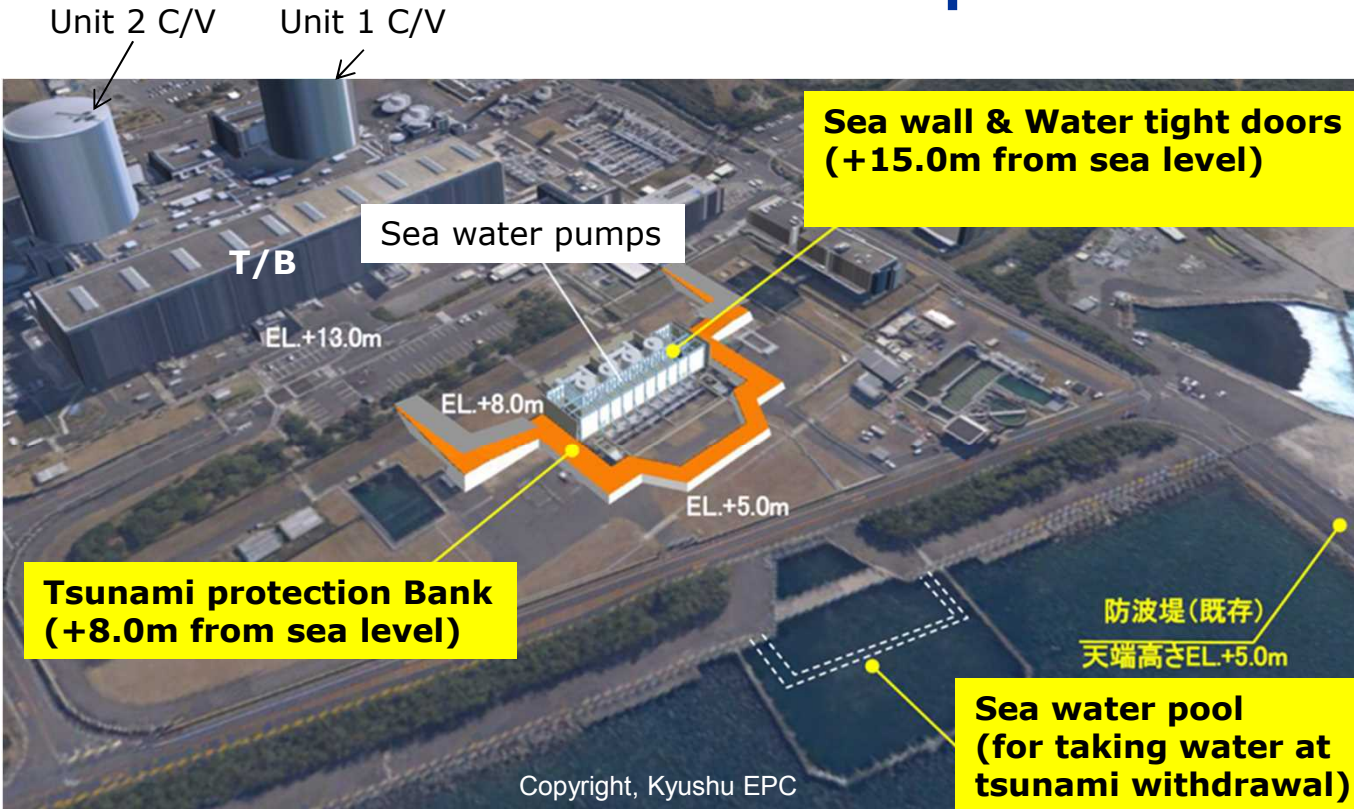 Unit 2 C/V
Unit 1 C/V
Sea wall & Water tight doors
(+15.0m from sea level)
Sea water pumps
T/B
EL.+13.0m
EL.+8.0m
EL.+5.0m
Tsunami protection Bank
(+8.0m from sea level)
防波堤(既存)
天端高さEL.+5.0m
Sea water pool
(for taking water at
tsunami withdrawal)
Copyright, Kyushu EPC